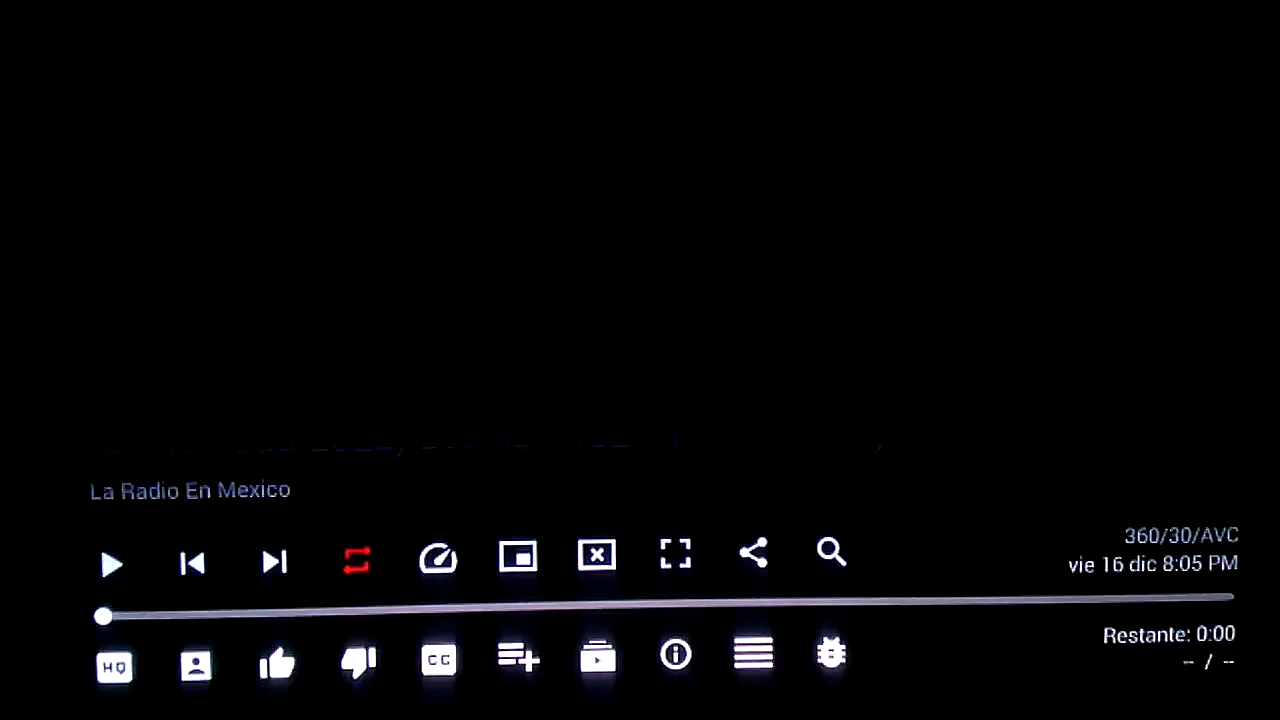 La Radio En Mexico
360/30/AVC
vie 16 dic 8:05 PM
Restante: 0:00
-- / --
HQ
CC